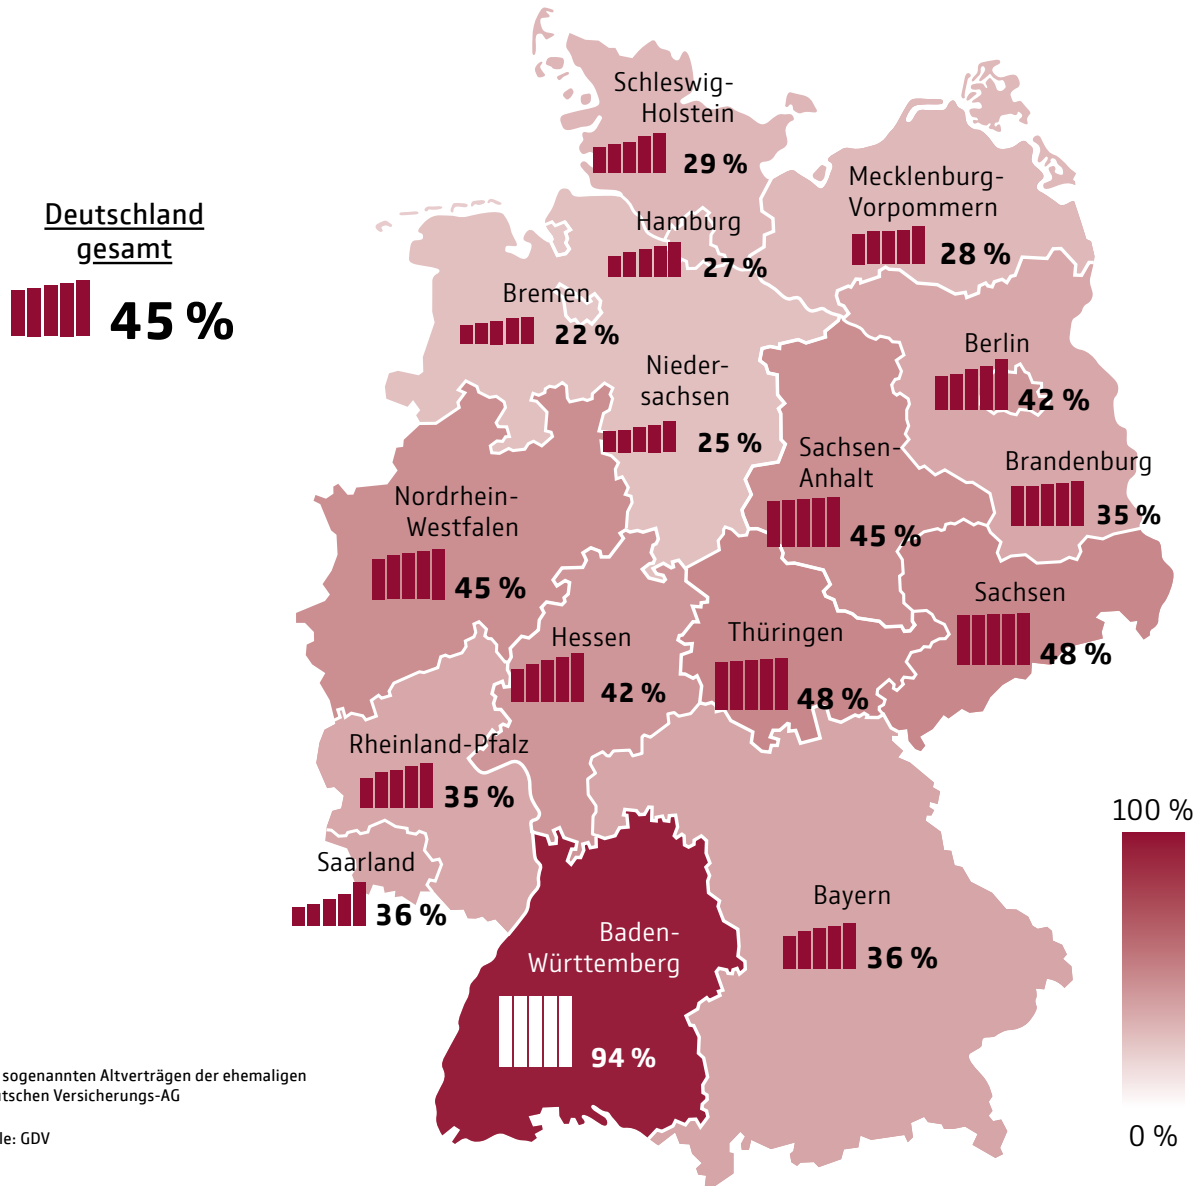 Deutschland
gesamt
45 %
Schleswig-
Holstein
29 %
Mecklenburg-
Vorpommern
28 %
Hamburg
27 %
Bremen
22 %
Nieder-
sachsen
25 %
Berlin
42 %
Brandenburg
35 %
Sachsen-
Anhalt
45 %
Nordrhein-
Westfalen
45 %
Sachsen
48 %
Thüringen
48 %
Hessen
42 %
Rheinland-Pfalz
35 %
Saarland
36 %
Bayern
36 %
Baden-
Württemberg
94 %
100 %
0 %
sogenannten Altverträgen der ehemaligen
Versicherungs-AG
GDV